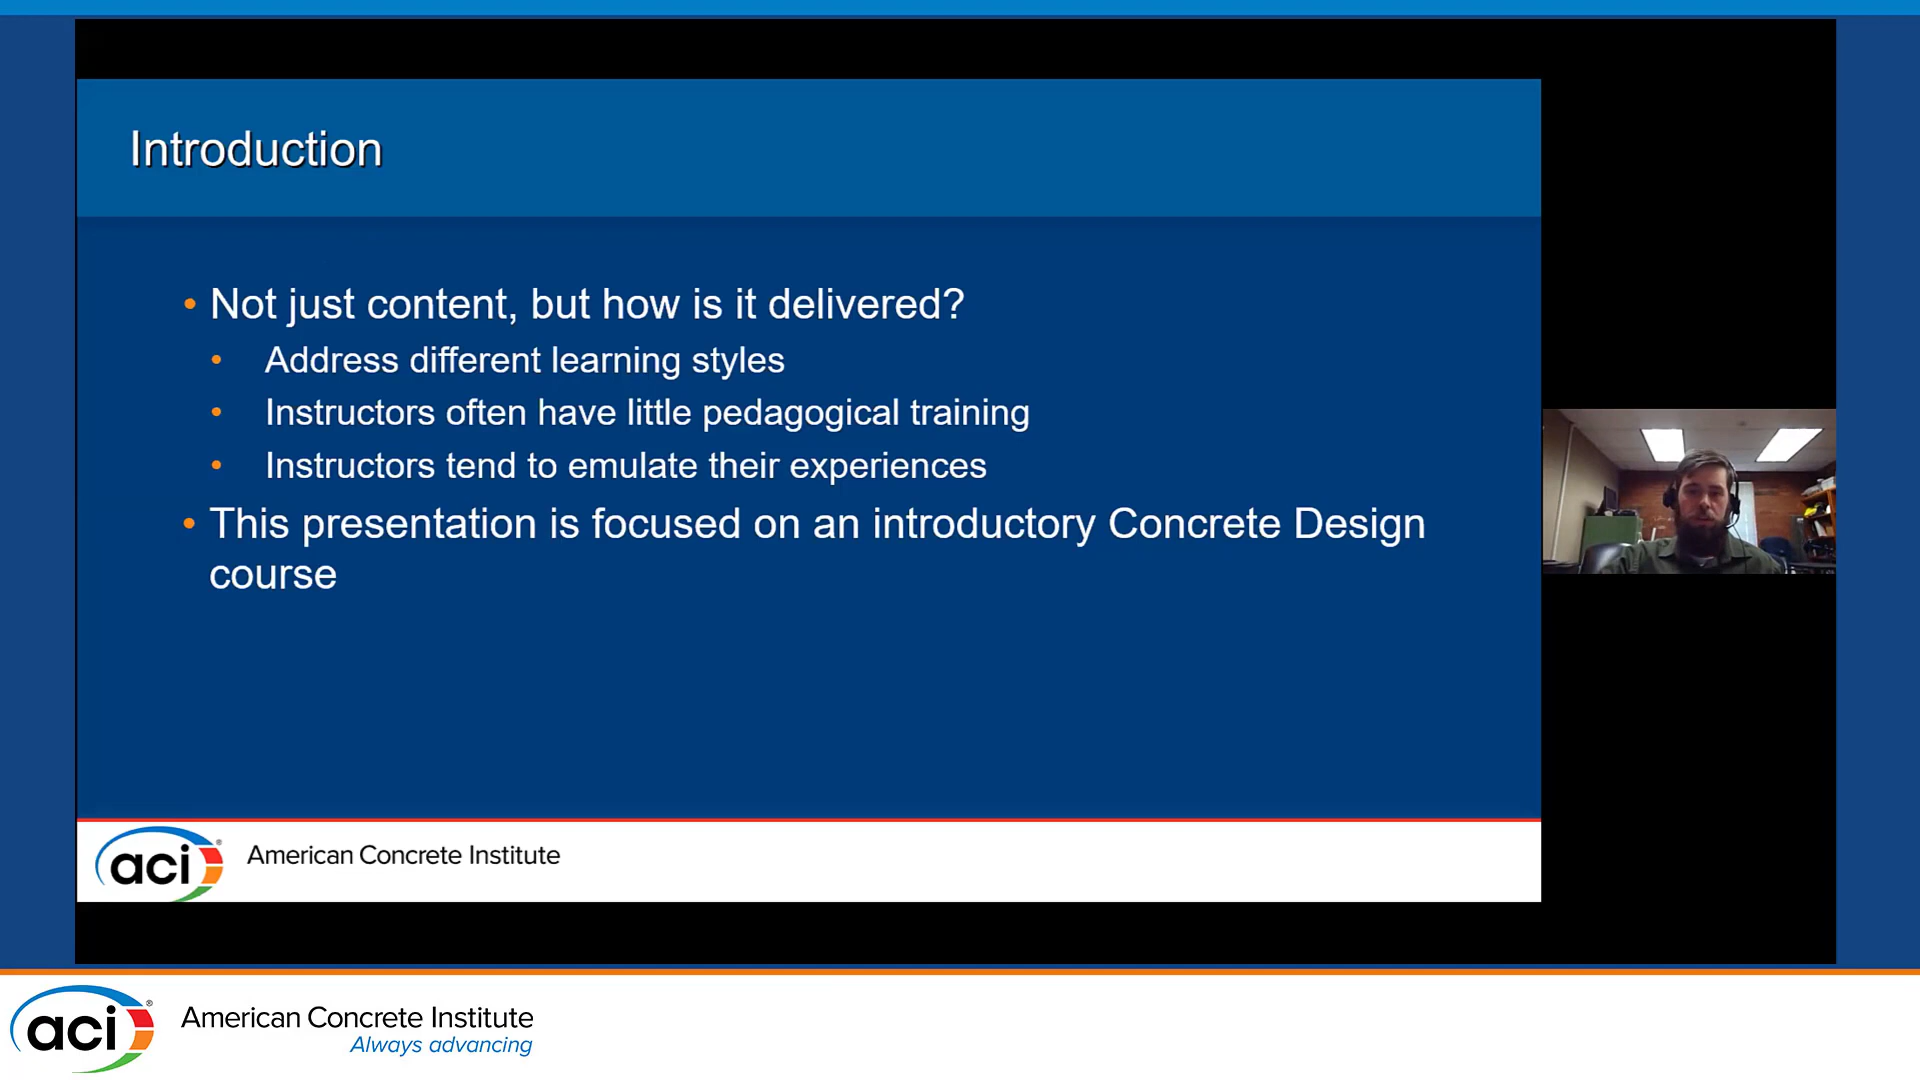 Introduction
• Not just content, but how is it delivered?
• Address different learning styles
• Instructors often have little pedagogical training
• Instructors tend to emulate their experiences
• This presentation is focused on an introductory Concrete Design
course
aci® American Concrete Institute
aci® American Concrete Institute
Always advancing